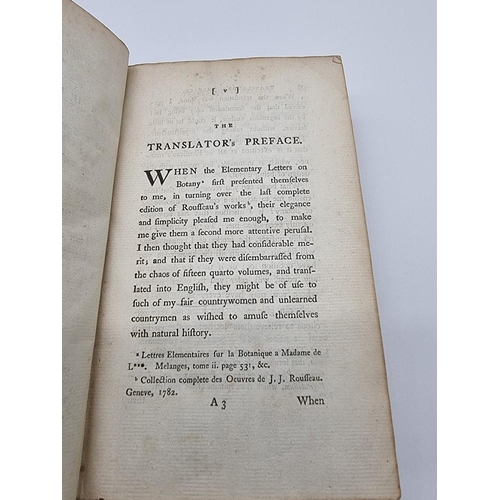 [ v ]
THE
TRANSLATOR's PREFACE.
WHEN the Elementary Letters on
Botany a first presented themselves
to me, in turning over the last complete
edition of Rousseau's works b, their elegance
and simplicity pleased me enough, to make
me give them a second more attentive perusal.
I then thought that they had considerable me-
rit; and that if they were disembarrassed from
the chaos of fifteen quarto volumes, and trans-
lated into English, they might be of use to
such of my fair countrywomen and unlearned
countrymen as wished to amuse themselves
with natural history.
a Lettres Elementaires sur la Botanique a Madame de
L***. Melanges, tome ii. page 531, &c.
b Collection complete des Oeuvres de J. J. Rousseau.
Geneve, 1782.
A 3 When